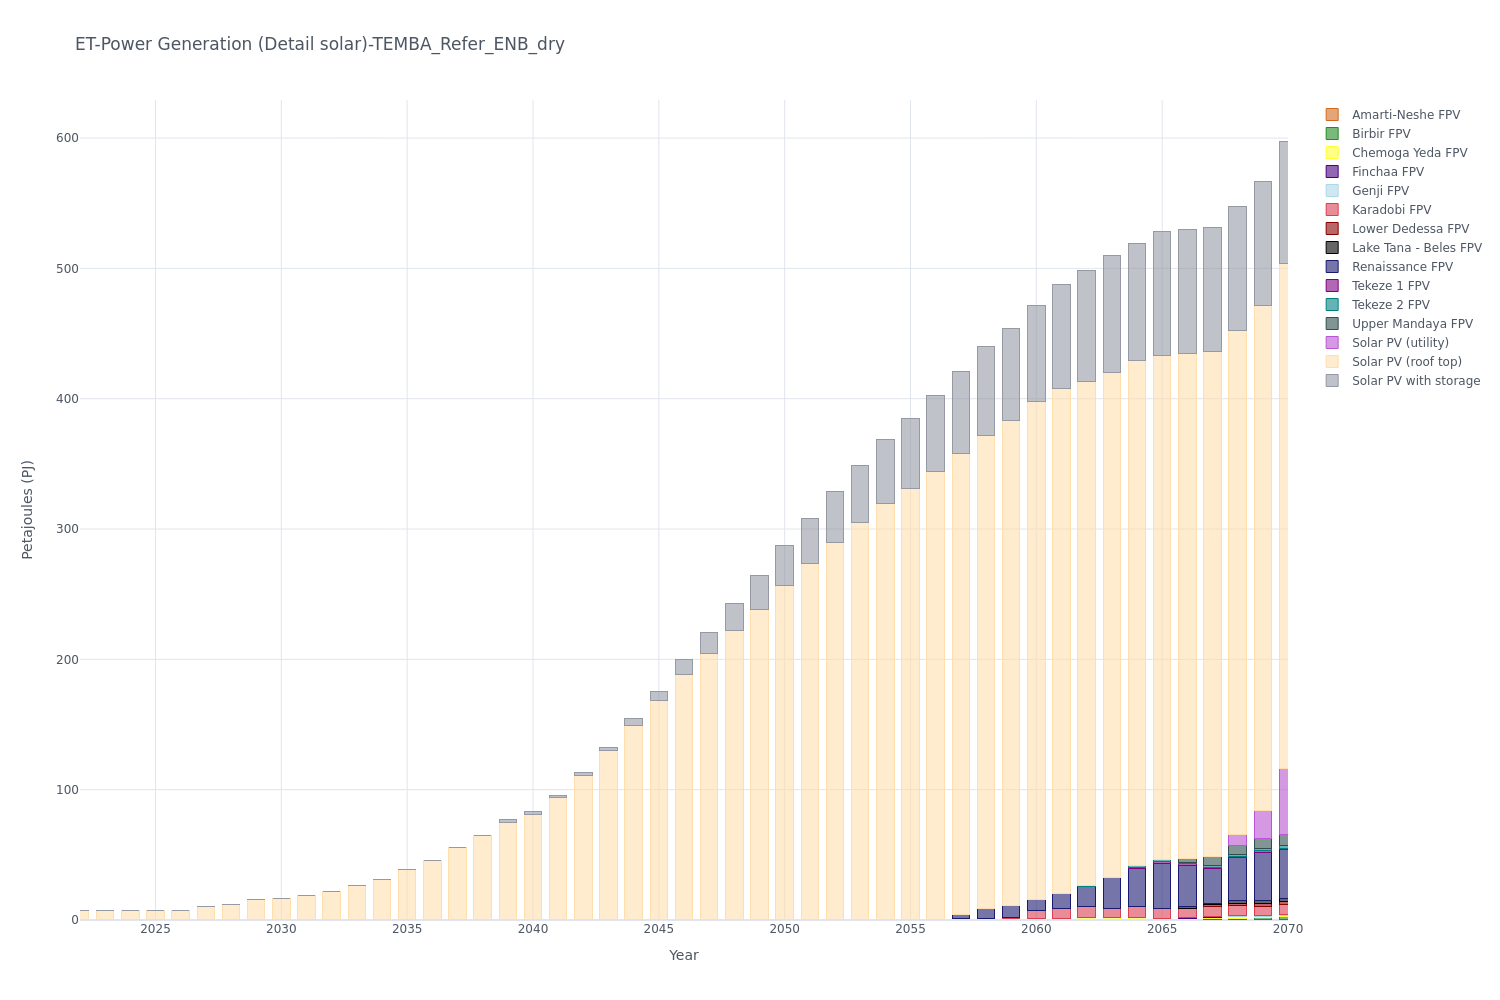 ET-Power Generation (Detail solar)-TEMBA_Refer_ENB_dry
Petajoules (PJ)
600
500
400
300
200
100
0
2025 2030 2035 2040 2045 2050 2055 2060 2065 2070
Year
Amarti-Neshe FPV
Birbir FPV
Chemoga Yeda FPV
Finchaa FPV
Genji FPV
Karadobi FPV
Lower Dedessa FPV
Lake Tana - Beles FPV
Renaissance FPV
Tekeze 1 FPV
Tekeze 2 FPV
Upper Mandaya FPV
Solar PV (utility)
Solar PV (roof top)
Solar PV with storage